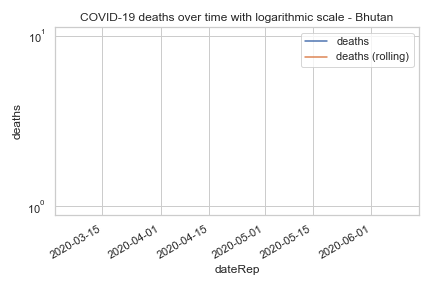 COVID-19 deaths over time with logarithmic scale - Bhutan
10¹
deaths
deaths (rolling)
deaths
10⁰
2020-03-15
2020-04-01
2020-04-15
2020-05-01
2020-05-15
2020-06-01
dateRep